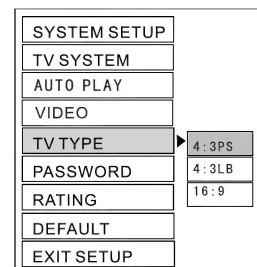 SYSTEM SETUP
TV SYSTEM
AUTO PLAY
VIDEO
TV TYPE
4:3PS
4:3LB
16:9
PASSWORD
RATING
DEFAULT
EXIT SETUP